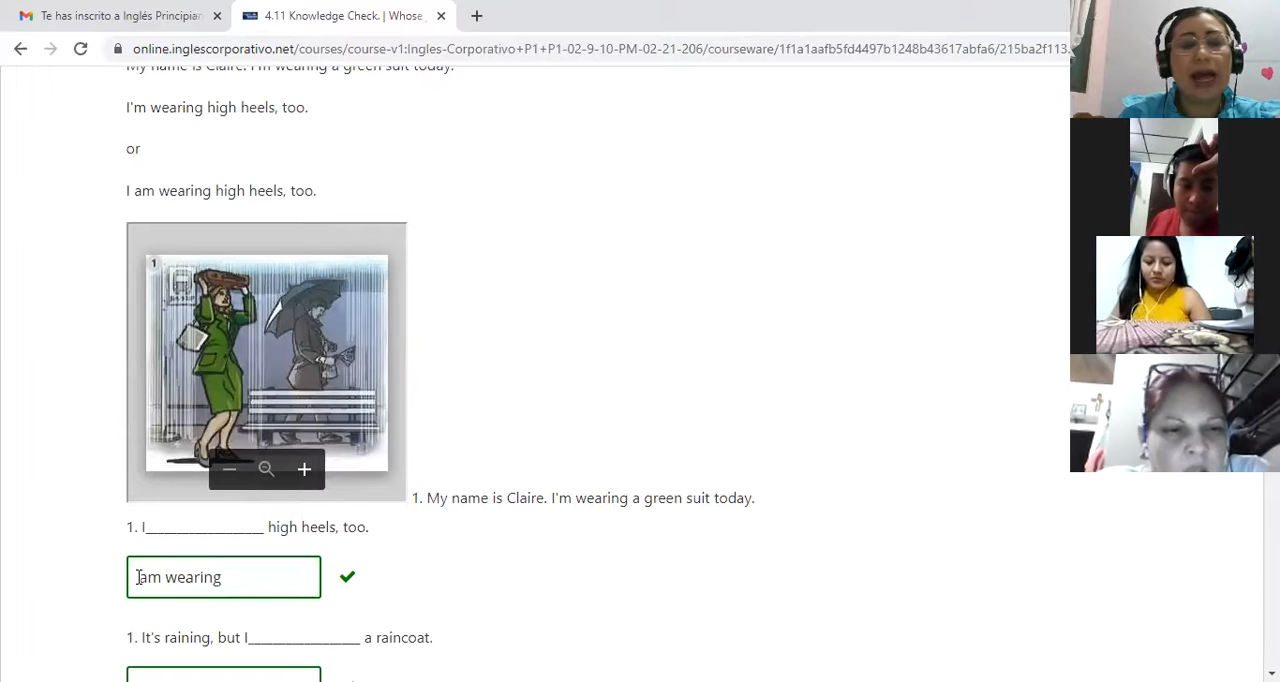 Te has inscrito a Inglés Principian
4.11 Knowledge Check. | Whose
online.inglescorporativo.net/courses/course-v1:Ingles-Corporativo+P1+P1-02-9-10-PM-02-21-206/courseware/1f1a1aafb5fd4497b1248b43617abfa6/215ba2f113.
My name is Claire. I'm wearing a green suit today.
I'm wearing high heels, too.
or
I am wearing high heels, too.
1
1. My name is Claire. I'm wearing a green suit today.
1. I__________________ high heels, too.
am wearing
1. It's raining, but I_________________ a raincoat.